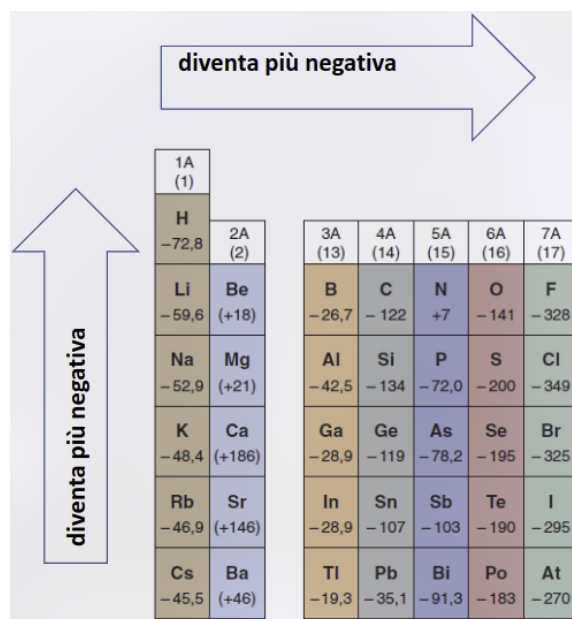 diventa più negativa
diventa più negativa
1A
(1)
H
−72,8
2A
(2)
3A
(13)
4A
(14)
5A
(15)
6A
(16)
7A
(17)
Li
−59,6
Be
(+18)
B
−26,7
C
−122
N
+7
O
−141
F
−328
Na
−52,9
Mg
(+21)
Al
−42,5
Si
−134
P
−72,0
S
−200
Cl
−349
K
−48,4
Ca
(+186)
Ga
−28,9
Ge
−119
As
−78,2
Se
−195
Br
−325
Rb
−46,9
Sr
(+146)
In
−28,9
Sn
−107
Sb
−103
Te
−190
I
−295
Cs
−45,5
Ba
(+46)
Tl
−19,3
Pb
−35,1
Bi
−91,3
Po
−183
At
−270